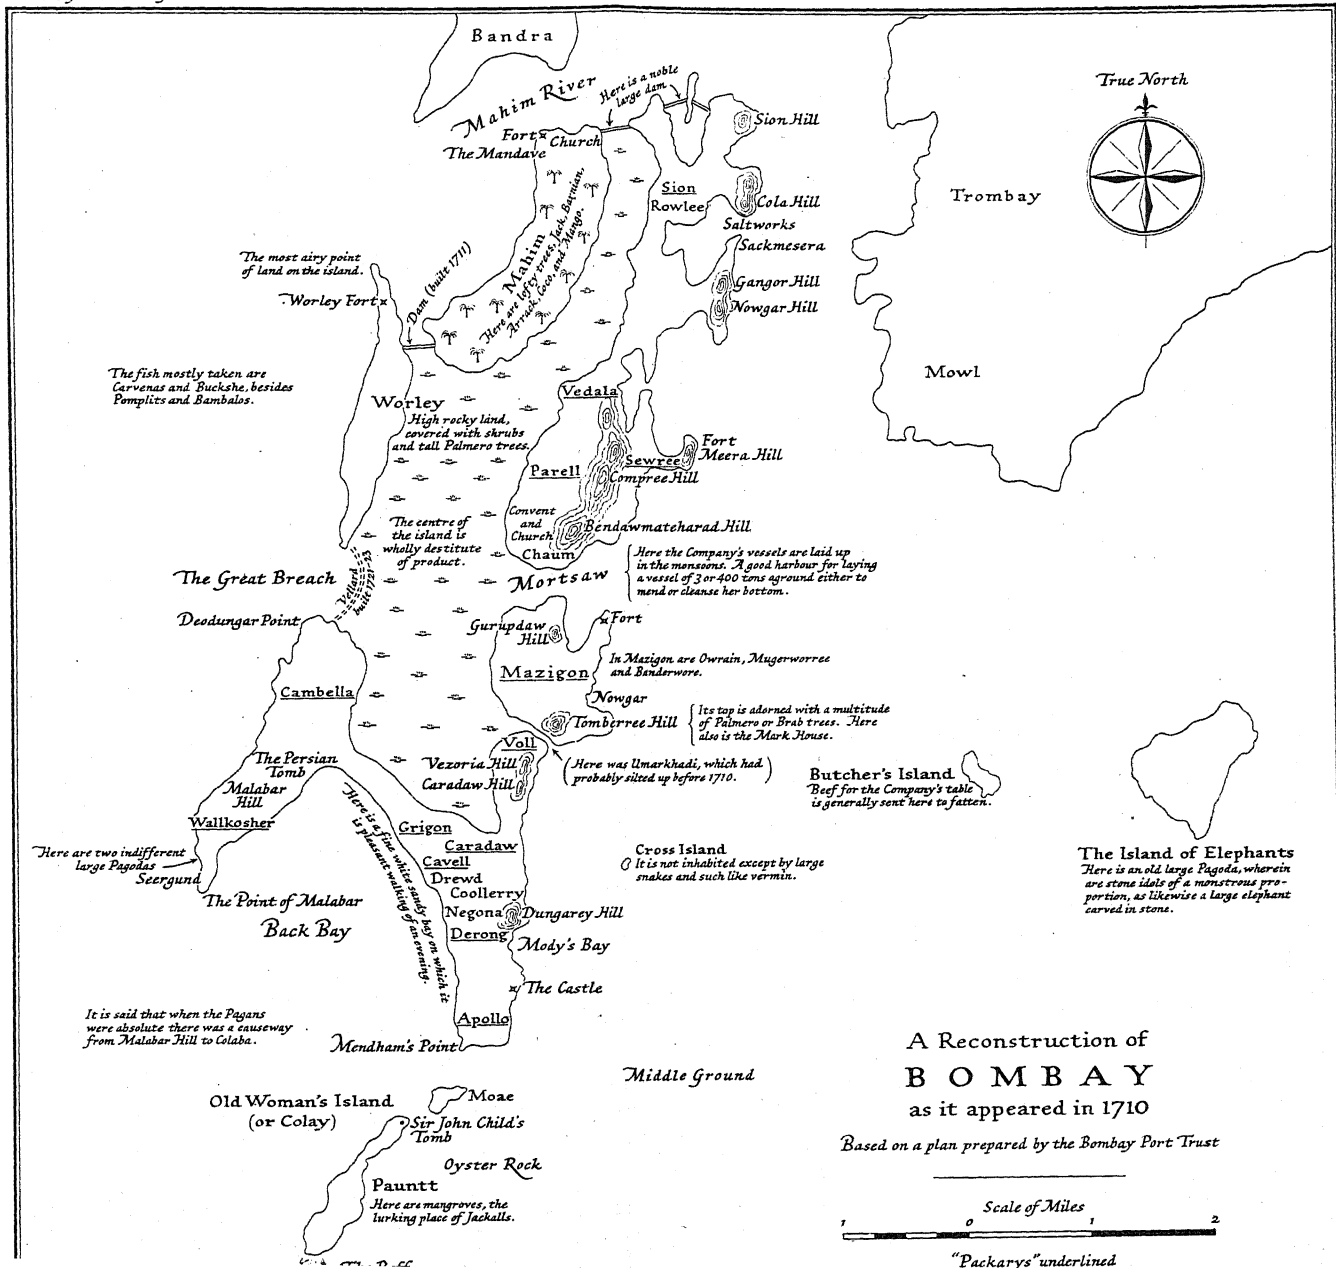 Bandra
Mahim River
Here is a noble
large dam
True North
Fort
Church
The Mandave
Sion Hill
Sion
Rowlee
Cola Hill
Saltworks
Sackmesera
Trombay
Mahim
Here are lofty trees, Jack, Barnian,
Arrack, Coco, and Mango.
The most airy point
of land on the island.
Worley Fort
Dam (built 1711)
Gangor Hill
Nowgar Hill
Mowl
The fish mostly taken are
Carvenas and Buckshe, besides
Pomplits and Bambalos.
Worley
High rocky land,
covered with shrubs
and tall Palmero trees.
Vedala
Fort
Meera Hill
Sewree
Parell
Compree Hill
Convent
and
Church
Bendawmateharad Hill
Chaum
The centre of
the island is
wholly destitute
of product.
Here the Company's vessels are laid up
in the monsoons. A good harbour for laying
a vessel of 3 or 400 tons aground either to
mend or cleanse her bottom.
Mortsaw
The Great Breach
Vellard
built 1721-23
Deodungar Point
Gurupdaw
Hill
Fort
In Mazigon are Owrain, Mugerworree
and Banderwore.
Mazigon
Cambella
Nowgar
Tomberree Hill
Its top is adorned with a multitude
of Palmero or Brab trees. Here
also is the Mark House.
Voll
Vezoria Hill
Caradaw Hill
(Here was Umarkhadi, which had
probably silted up before 1710.)
The Persian
Tomb
Malabar
Hill
Wallkosher
Here are two indifferent
large Pagodas
Seergund
The Point of Malabar
Back Bay
Here is a fine white sandy bay on which it
is pleasant walking of an evening.
Grigon
Caradaw
Cavell
Drewd
Coollerry
Negona
Dungarey Hill
Derong
Mody's Bay
The Castle
Apollo
Mendham's Point
Butcher's Island
Beef for the Company's table
is generally sent here to fatten.
Cross Island
It is not inhabited except by large
snakes and such like vermin.
The Island of Elephants
Here is an old large Pagoda, wherein
are stone idols of a monstrous pro-
portion, as likewise a large elephant
carved in stone.
It is said that when the Pagans
were absolute there was a causeway
from Malabar Hill to Colaba.
Middle Ground
Old Woman's Island
(or Colay)
Moae
Sir John Child's
Tomb
Oyster Rock
Pauntt
Here are mangroves, the
lurking place of Jackalls.
A Reconstruction of
BOMBAY
as it appeared in 1710
Based on a plan prepared by the Bombay Port Trust
Scale of Miles
1 0 1 2
"Packarys" underlined